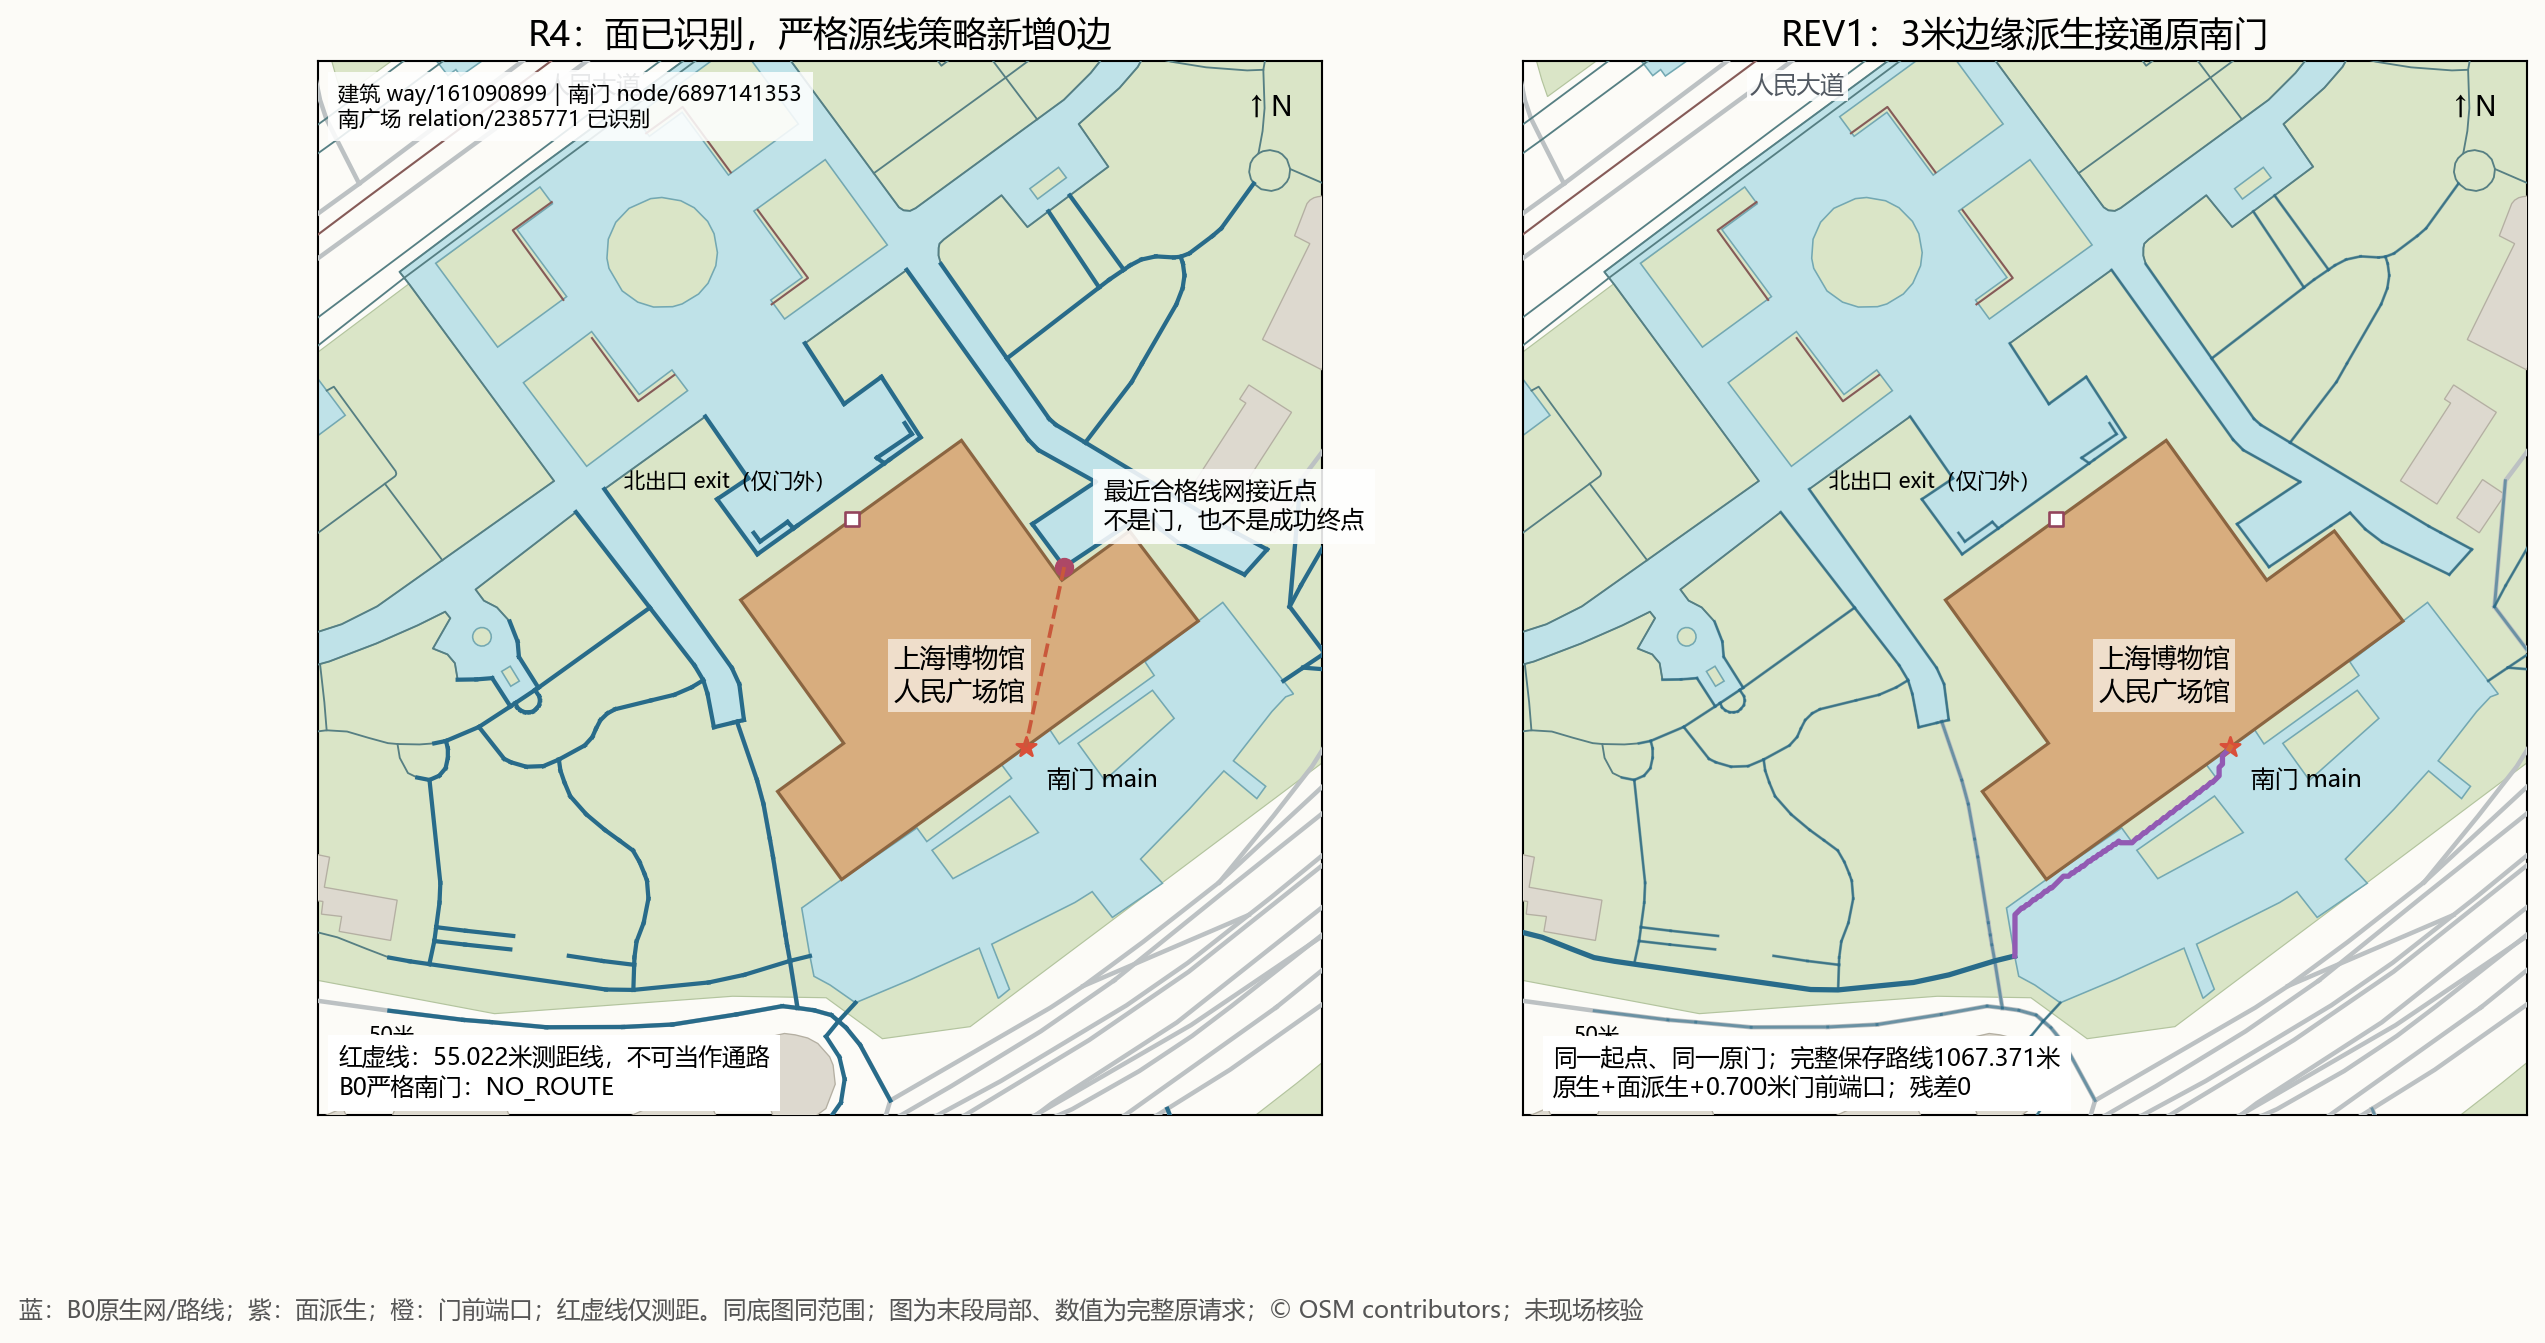 R4：面已识别，严格源线策略新增0边
人民大道
建筑 way/161090899 | 南门 node/6897141353
南广场 relation/2385771 已识别
↑N
北出口 exit（仅门外）
最近合格线网接近点
不是门，也不是成功终点
上海博物馆
人民广场馆
南门 main
50米
红虚线：55.022米测距线，不可当作通路
B0严格南门：NO_ROUTE
REV1：3米边缘派生接通原南门
人民大道
↑N
北出口 exit（仅门外）
上海博物馆
人民广场馆
南门 main
50米
同一起点、同一原门；完整保存路线1067.371米
原生+面派生+0.700米门前端口；残差0
蓝：B0原生网/路线；紫：面派生；橙：门前端口；红虚线仅测距。同底图同范围；图为末段局部、数值为完整原请求；© OSM contributors；未现场核验